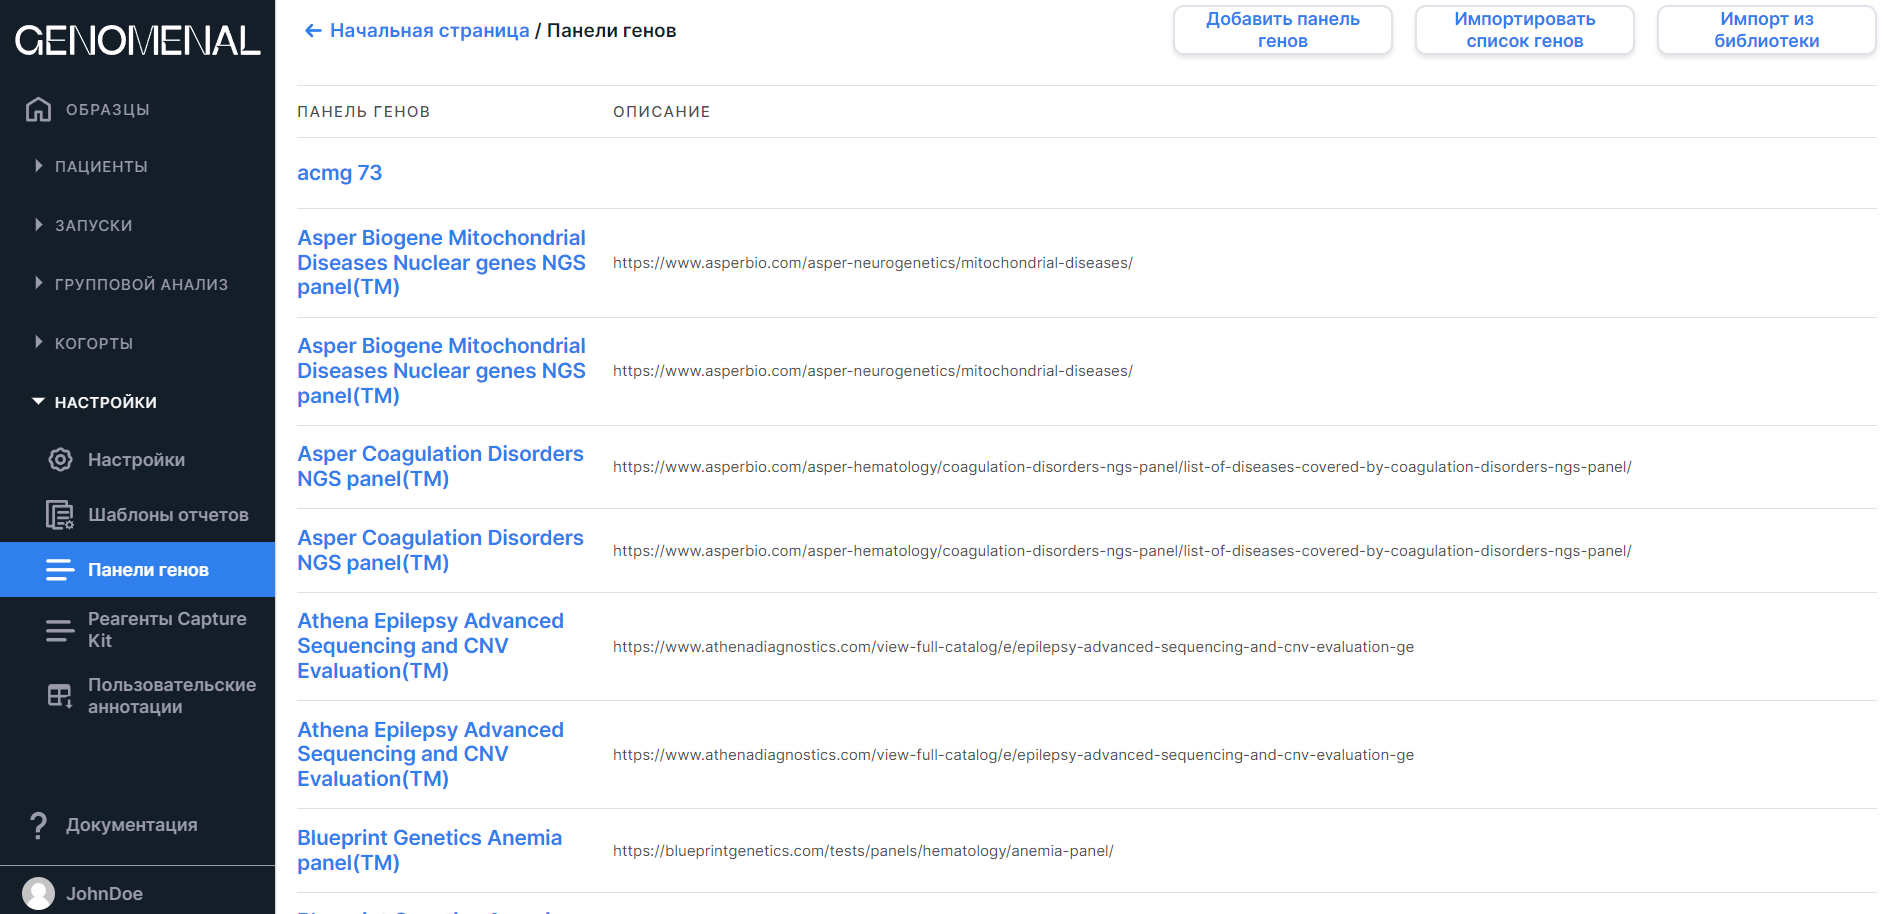 GENOMENAL
ОБРАЗЦЫ
ПАЦИЕНТЫ
ЗАПУСКИ
ГРУППОВОЙ АНАЛИЗ
КОГОРТЫ
НАСТРОЙКИ
Настройки
Шаблоны отчетов
Панели генов
Реагенты Capture
Kit
Пользовательские
аннотации
Документация
JohnDoe
← Начальная страница / Панели генов
Добавить панель
генов
Импортировать
список генов
Импорт из
библиотеки
ПАНЕЛЬ ГЕНОВ ОПИСАНИЕ
acmg 73
Asper Biogene Mitochondrial
Diseases Nuclear genes NGS
panel(TM)
https://www.asperbio.com/asper-neurogenetics/mitochondrial-diseases/
Asper Biogene Mitochondrial
Diseases Nuclear genes NGS
panel(TM)
https://www.asperbio.com/asper-neurogenetics/mitochondrial-diseases/
Asper Coagulation Disorders
NGS panel(TM)
https://www.asperbio.com/asper-hematology/coagulation-disorders-ngs-panel/list-of-diseases-covered-by-coagulation-disorders-ngs-panel/
Asper Coagulation Disorders
NGS panel(TM)
https://www.asperbio.com/asper-hematology/coagulation-disorders-ngs-panel/list-of-diseases-covered-by-coagulation-disorders-ngs-panel/
Athena Epilepsy Advanced
Sequencing and CNV
Evaluation(TM)
https://www.athenadiagnostics.com/view-full-catalog/e/epilepsy-advanced-sequencing-and-cnv-evaluation-ge
Athena Epilepsy Advanced
Sequencing and CNV
Evaluation(TM)
https://www.athenadiagnostics.com/view-full-catalog/e/epilepsy-advanced-sequencing-and-cnv-evaluation-ge
Blueprint Genetics Anemia
panel(TM)
https://blueprintgenetics.com/tests/panels/hematology/anemia-panel/